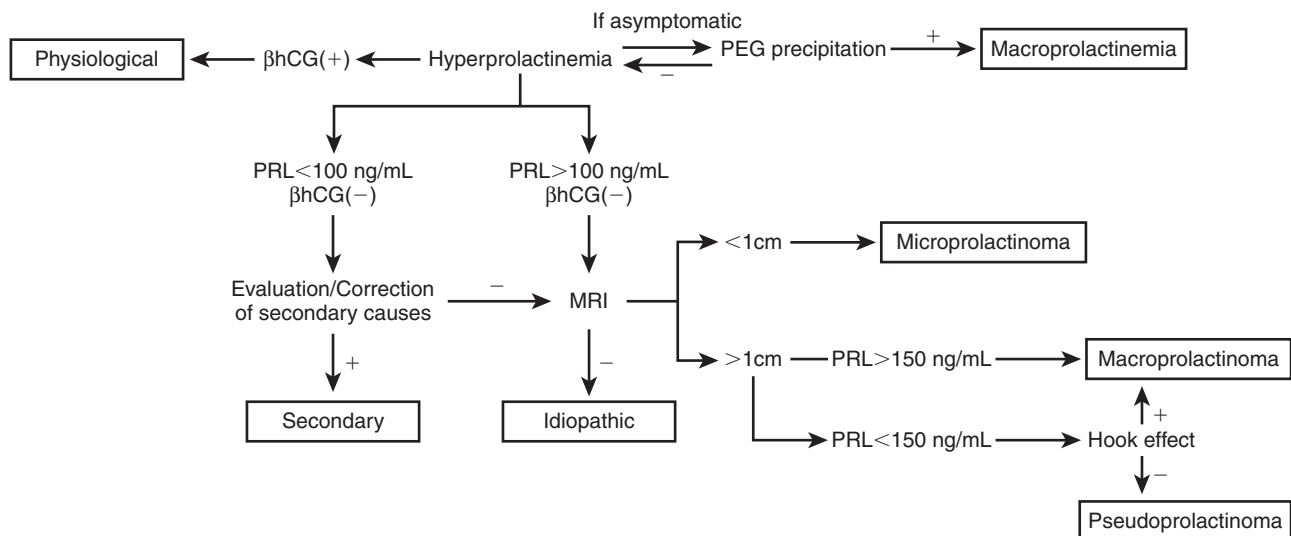 If asymptomatic
Physiological
βhCG(+)
Hyperprolactinemia
PEG precipitation
+
Macroprolactinemia
−
PRL<100 ng/mL
βhCG(−)
PRL>100 ng/mL
βhCG(−)
<1cm
Microprolactinoma
Evaluation/Correction
of secondary causes
−
MRI
+
−
>1cm
PRL>150 ng/mL
Macroprolactinoma
Secondary
Idiopathic
+
PRL<150 ng/mL
Hook effect
−
Pseudoprolactinoma